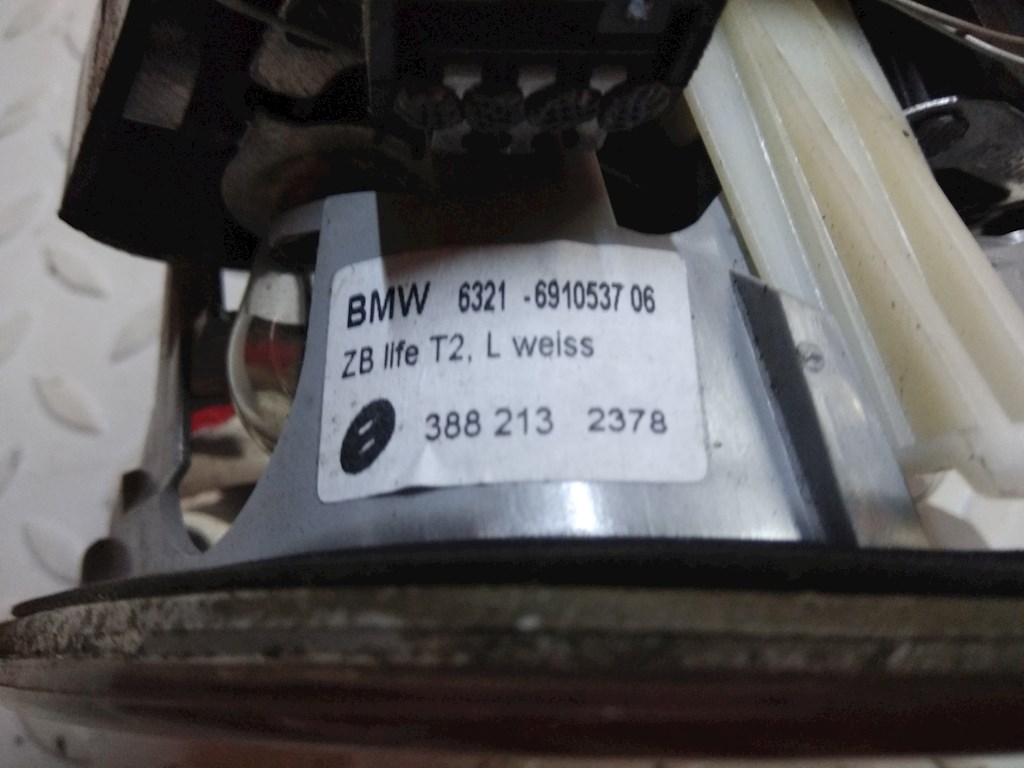 BMW 6321 -6910537 06
ZB life T2, L weiss
388 213 2378